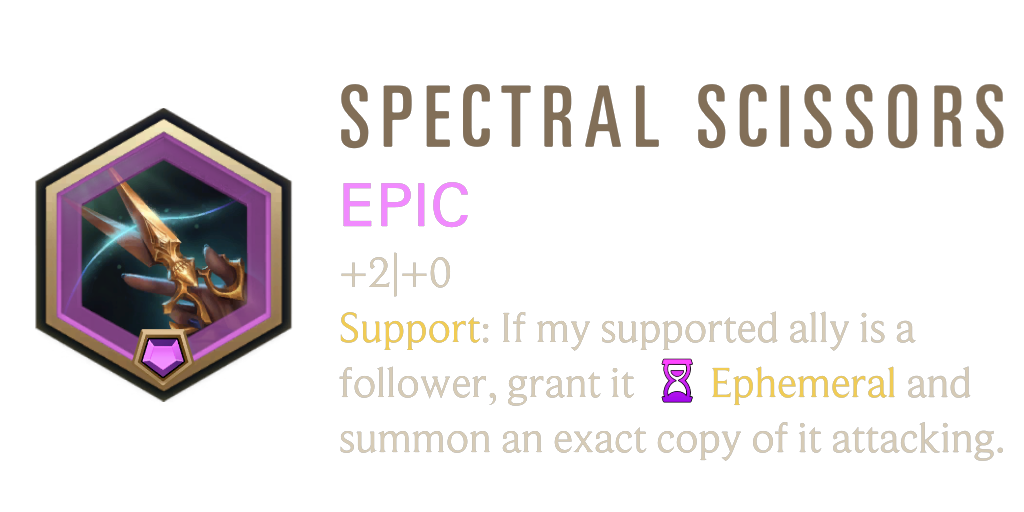 SPECTRAL SCISSORS
EPIC
+2|+0
Support: If my supported ally is a
follower, grant it Ephemeral and
summon an exact copy of it attacking.